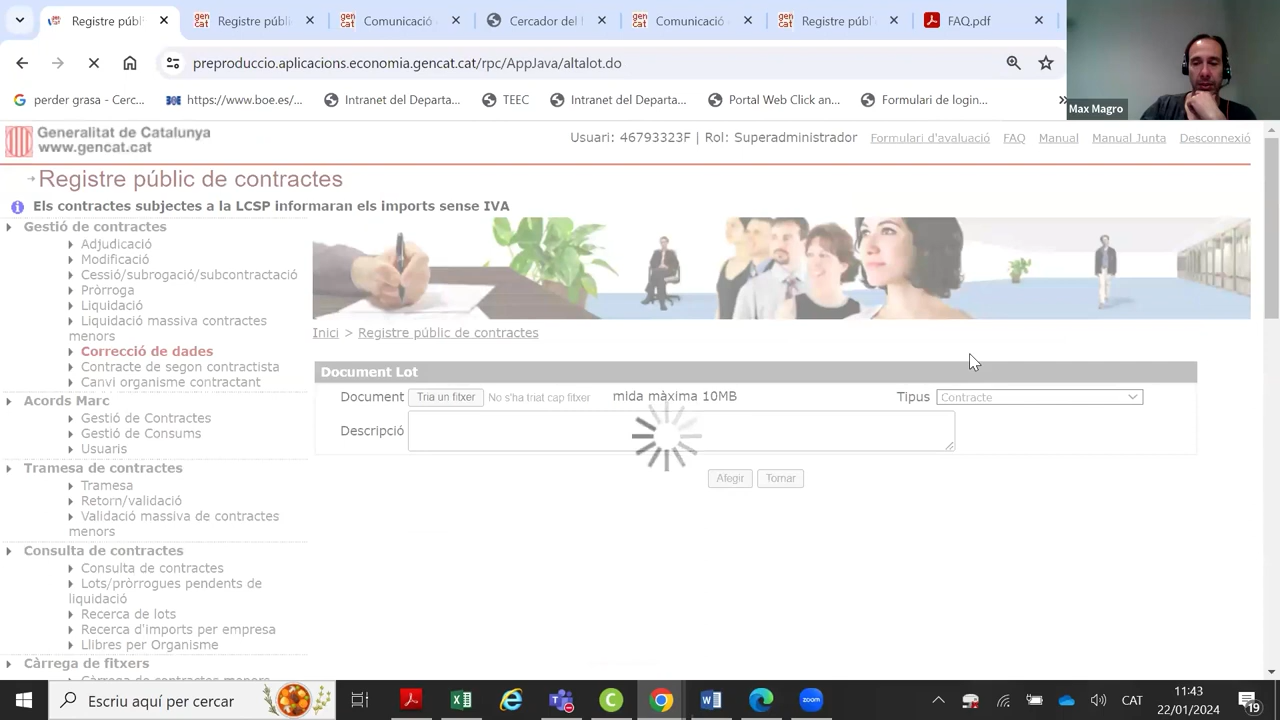 Registre públi
Registre públi
Comunicació
Cercador del
Comunicació
Registre públi
FAQ.pdf
preproduccio.aplicacions.economia.gencat.cat/rpc/AppJava/altalot.do
perder grasa - Cerc...
https://www.boe.es/...
Intranet del Departa...
TEEC
Intranet del Departa...
Portal Web Click an...
Formulari de login...
Max Magro
Generalitat de Catalunya
www.gencat.cat
Usuari: 46793323F | Rol: Superadministrador
Formulari d'avaluació
FAQ
Manual
Manual Junta
Desconnexió
Registre públic de contractes
Els contractes subjectes a la LCSP informaran els imports sense IVA
Gestió de contractes
Adjudicació
Modificació
Cessió/subrogació/subcontractació
Pròrroga
Liquidació
Liquidació massiva contractes
menors
Correcció de dades
Contracte de segon contractista
Canvi organisme contractant
Acords Marc
Gestió de Contractes
Gestió de Consums
Usuaris
Tramesa de contractes
Tramesa
Retorn/validació
Validació massiva de contractes
menors
Consulta de contractes
Consulta de contractes
Lots/pròrrogues pendents de
liquidació
Recerca de lots
Recerca d'imports per empresa
Llibres per Organisme
Càrrega de fitxers
Càrrega de contractes menors
Inici > Registre públic de contractes
Document Lot
Document Tria un fitxer No s'ha triat cap fitxer mida màxima 10MB Tipus Contracte
Descripció
Afegir Tornar
Escriu aquí per cercar
CAT
11:43
22/01/2024
19
zoom